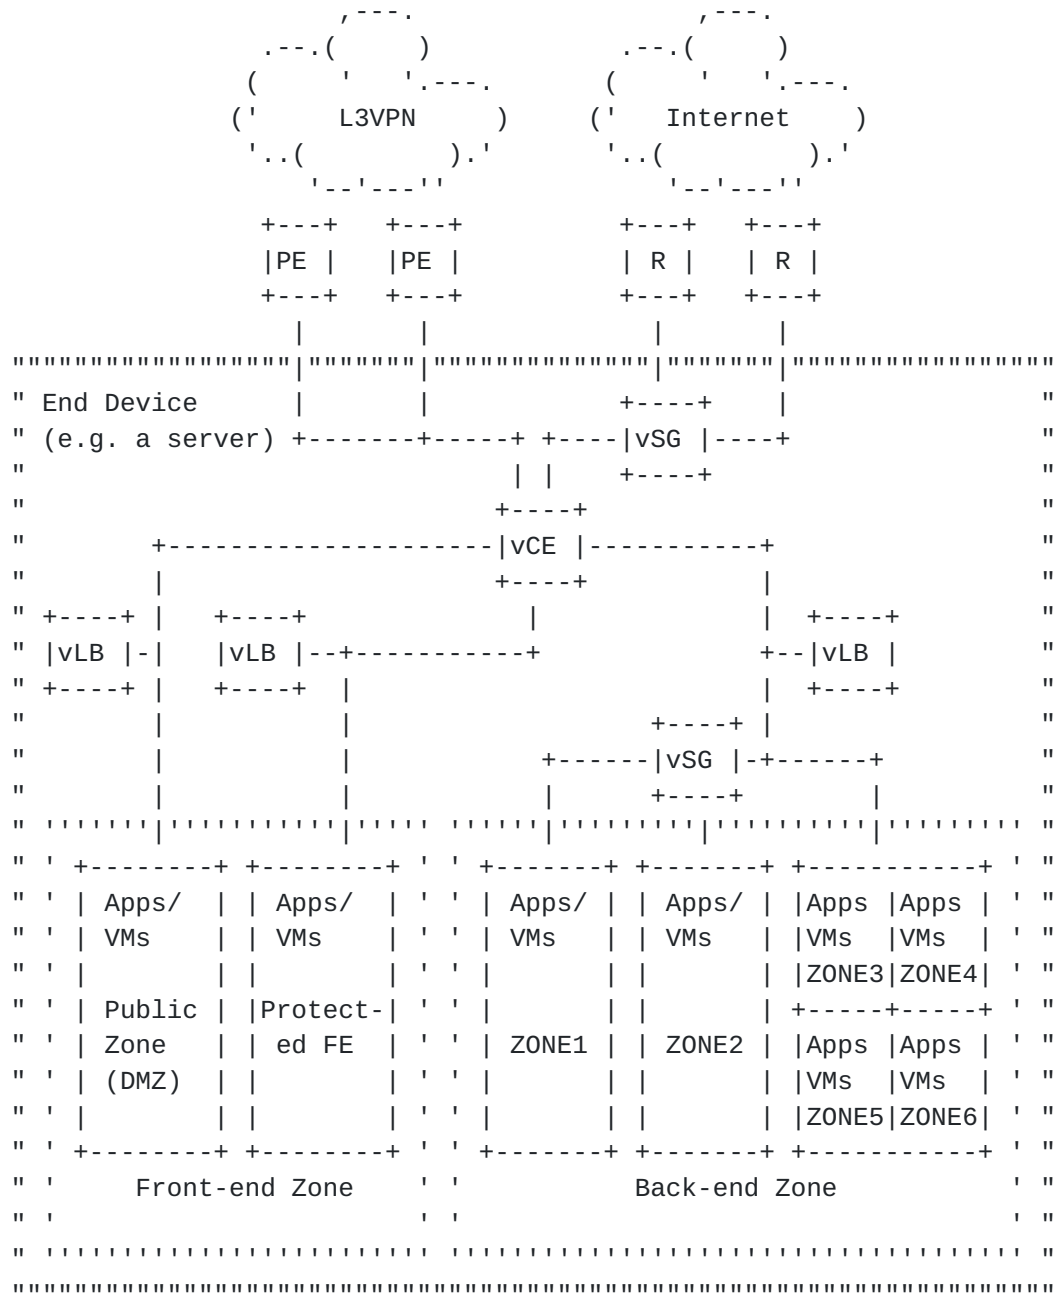 L3VPN Internet
PE PE R R
End Device
(e.g. a server) vSG
vCE
vLB vLB vLB
vSG
Apps/ Apps/ Apps/ Apps/ Apps Apps
VMs VMs VMs VMs VMs VMs
ZONE3 ZONE4
Public Protect-
Zone ed FE ZONE1 ZONE2 Apps Apps
(DMZ) VMs VMs
ZONE5 ZONE6
Front-end Zone Back-end Zone